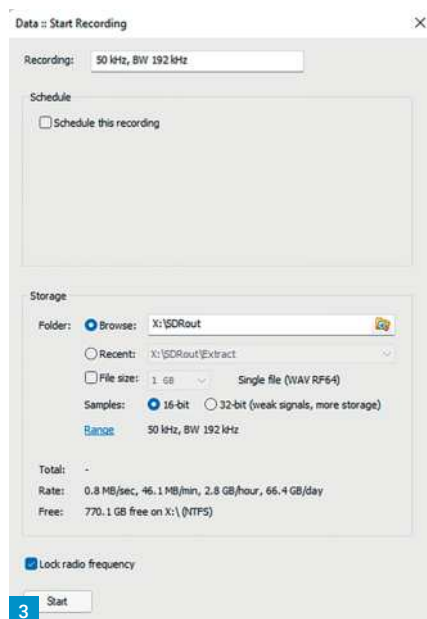 Data :: Start Recording
Recording: 50 kHz, BW 192 kHz
Schedule
Schedule this recording
Storage
Folder: Browse: X:\SDRout
Recent: X:\SDRout\Extract
File size: 1 GB Single file (WAV RF64)
Samples: 16-bit 32-bit (weak signals, more storage)
Range 50 kHz, BW 192 kHz
Total: -
Rate: 0.8 MB/sec, 46.1 MB/min, 2.8 GB/hour, 66.4 GB/day
Free: 770.1 GB free on X:\ (NTFS)
Lock radio frequency
Start
3